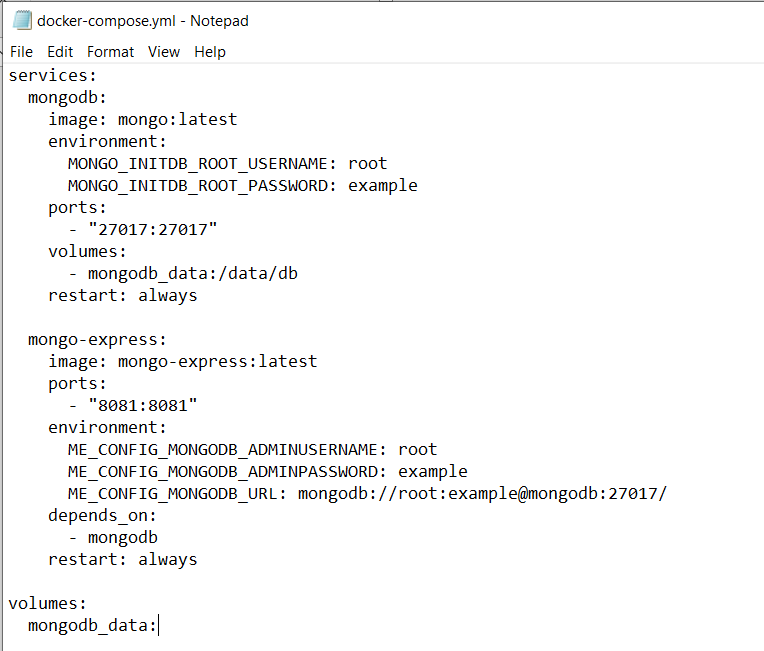 docker-compose.yml - Notepad
File Edit Format View Help
services:
  mongodb:
    image: mongo:latest
    environment:
      MONGO_INITDB_ROOT_USERNAME: root
      MONGO_INITDB_ROOT_PASSWORD: example
    ports:
      - "27017:27017"
    volumes:
      - mongodb_data:/data/db
    restart: always

  mongo-express:
    image: mongo-express:latest
    ports:
      - "8081:8081"
    environment:
      ME_CONFIG_MONGODB_ADMINUSERNAME: root
      ME_CONFIG_MONGODB_ADMINPASSWORD: example
      ME_CONFIG_MONGODB_URL: mongodb://root:example@mongodb:27017/
    depends_on:
      - mongodb
    restart: always

volumes:
  mongodb_data: